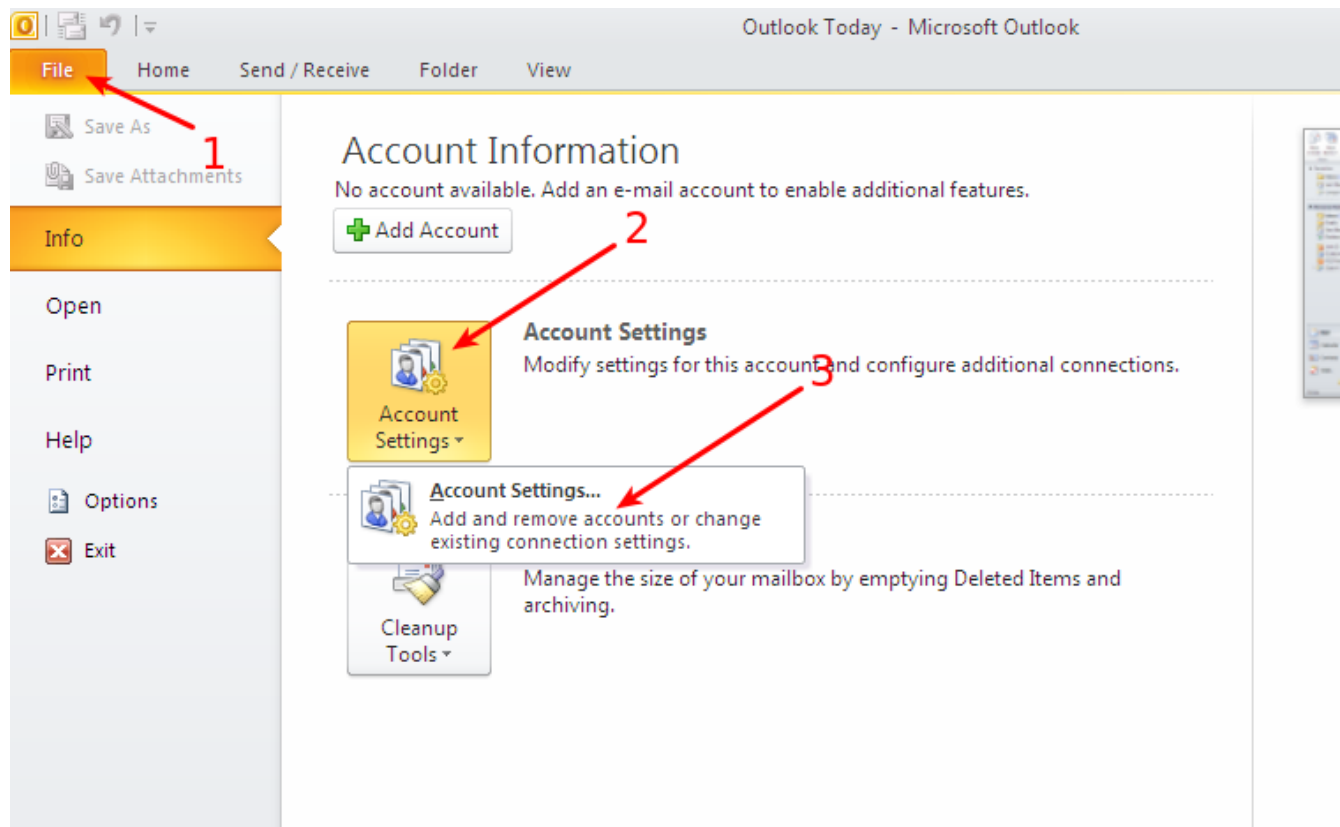 Outlook Today - Microsoft Outlook
File Home Send / Receive Folder View
Save As
1
Save Attachments
Account Information
No account available. Add an e-mail account to enable additional features.
Info
Add Account
2
Open
Account Settings
Modify settings for this account and configure additional connections.
3
Print
Account
Settings
Help
Account Settings...
Add and remove accounts or change
existing connection settings.
Options
Exit
Manage the size of your mailbox by emptying Deleted Items and
archiving.
Cleanup
Tools